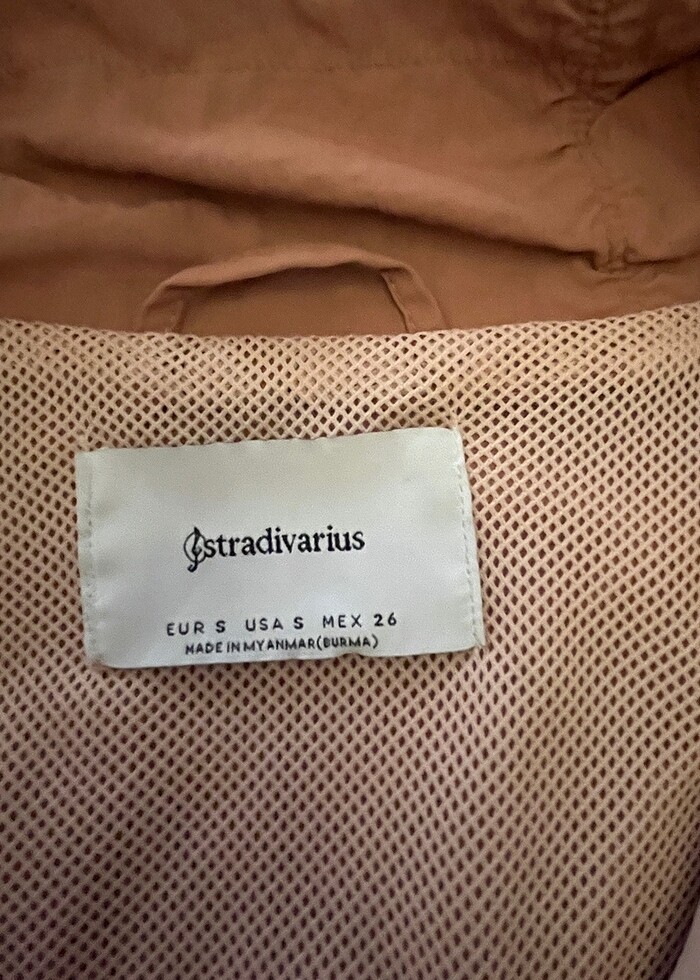 stradivarius
EUR S USA S MEX 26
MADE IN MYANMAR(BURMA)